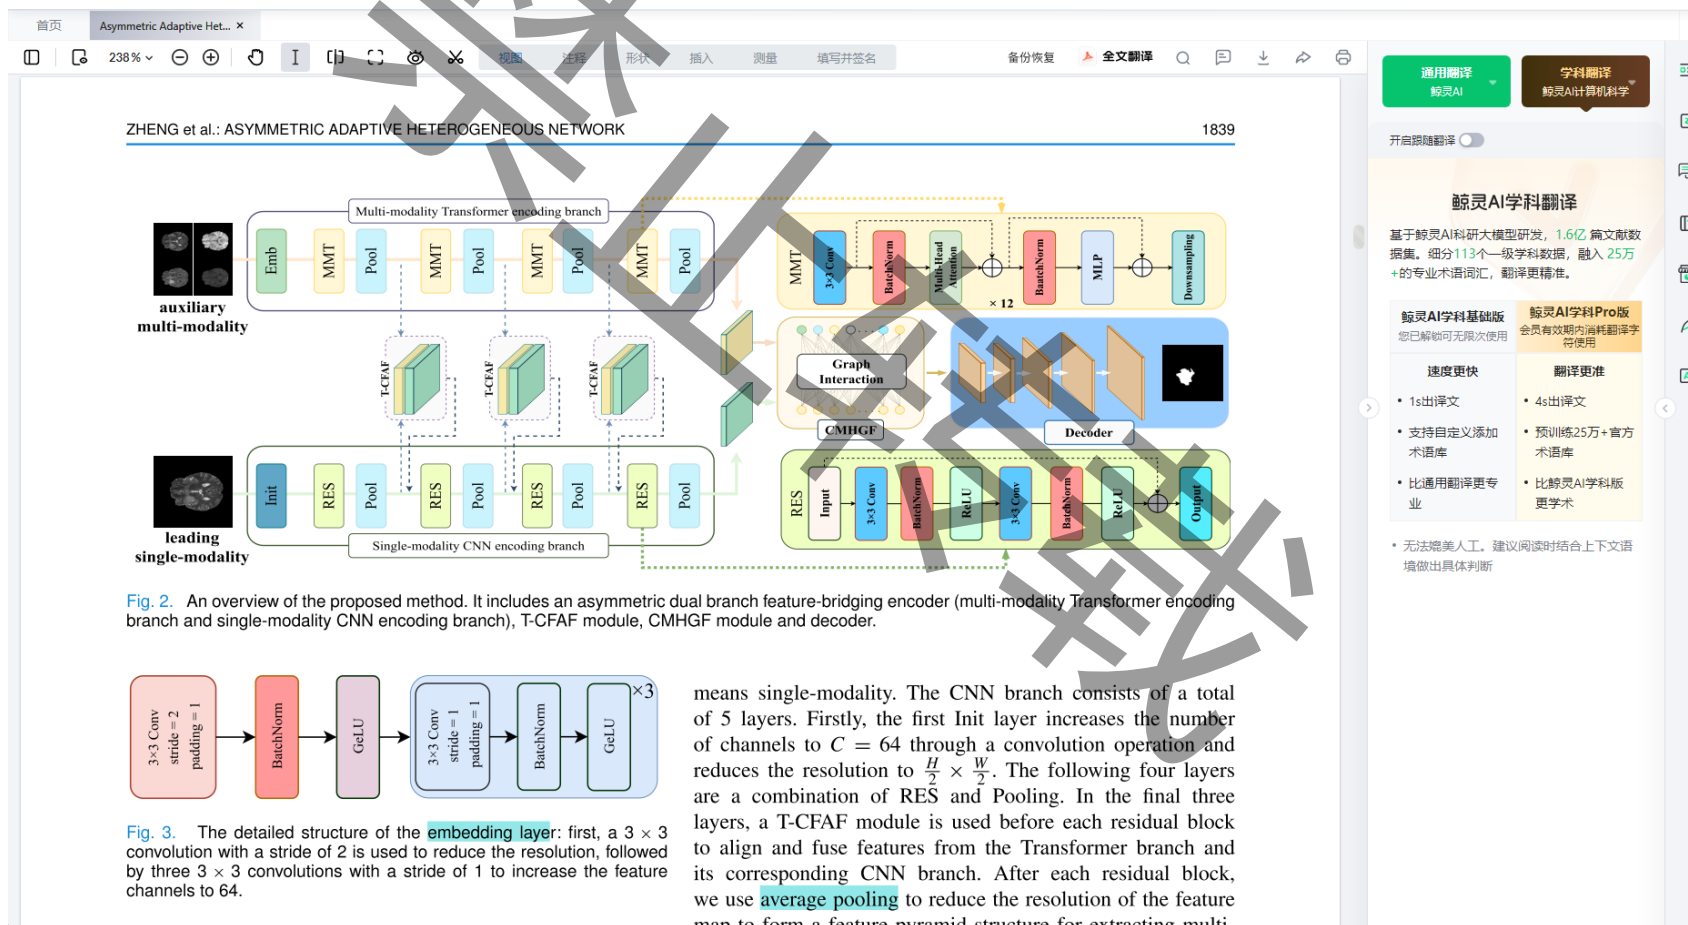 首页
Asymmetric Adaptive Het... ×
238%
视图
注释
形状
插入
测量
填写并签名
备份恢复
全文翻译
ZHENG et al.: ASYMMETRIC ADAPTIVE HETEROGENEOUS NETWORK
1839
Multi-modality Transformer encoding branch
Emb
MMT
Pool
MMT
Pool
MMT
Pool
MMT
Pool
auxiliary
multi-modality
MMT
3×3 Conv
BatchNorm
Multi-Head
Attention
× 12
BatchNorm
MLP
Downsampling
T-CFAF
T-CFAF
T-CFAF
Graph
Interaction
CMHGF
Decoder
Init
RES
Pool
RES
Pool
RES
Pool
RES
Pool
leading
single-modality
Single-modality CNN encoding branch
RES
Input
3×3 Conv
BatchNorm
ReLU
3×3 Conv
BatchNorm
ReLU
Output
Fig. 2. An overview of the proposed method. It includes an asymmetric dual branch feature-bridging encoder (multi-modality Transformer encoding
branch and single-modality CNN encoding branch), T-CFAF module, CMHGF module and decoder.
3×3 Conv
stride = 2
padding = 1
BatchNorm
GeLU
3×3 Conv
stride = 1
padding = 1
BatchNorm
GeLU
×3
Fig. 3. The detailed structure of the embedding layer: first, a 3 × 3
convolution with a stride of 2 is used to reduce the resolution, followed
by three 3 × 3 convolutions with a stride of 1 to increase the feature
channels to 64.
means single-modality. The CNN branch consists of a total
of 5 layers. Firstly, the first Init layer increases the number
of channels to C = 64 through a convolution operation and
reduces the resolution to H/2 × W/2. The following four layers
are a combination of RES and Pooling. In the final three
layers, a T-CFAF module is used before each residual block
to align and fuse features from the Transformer branch and
its corresponding CNN branch. After each residual block,
we use average pooling to reduce the resolution of the feature
map to form a feature pyramid structure for extracting multi-
通用翻译
鲸灵AI
学科翻译
鲸灵AI计算机科学
开启跟随翻译
鲸灵AI学科翻译
基于鲸灵AI科研大模型研发，1.6亿 篇文献数
据集。细分113个一级学科数据，融入 25万
+的专业术语词汇，翻译更精准。
鲸灵AI学科基础版
您已解锁可无限次使用
速度更快
• 1s出译文
• 支持自定义添加
术语库
• 比通用翻译更专
业
鲸灵AI学科Pro版
会员有效期内消耗翻译字
符使用
翻译更准
• 4s出译文
• 预训练25万+官方
术语库
• 比鲸灵AI学科版
更学术
• 无法媲美人工。建议阅读时结合上下文语
境做出具体判断